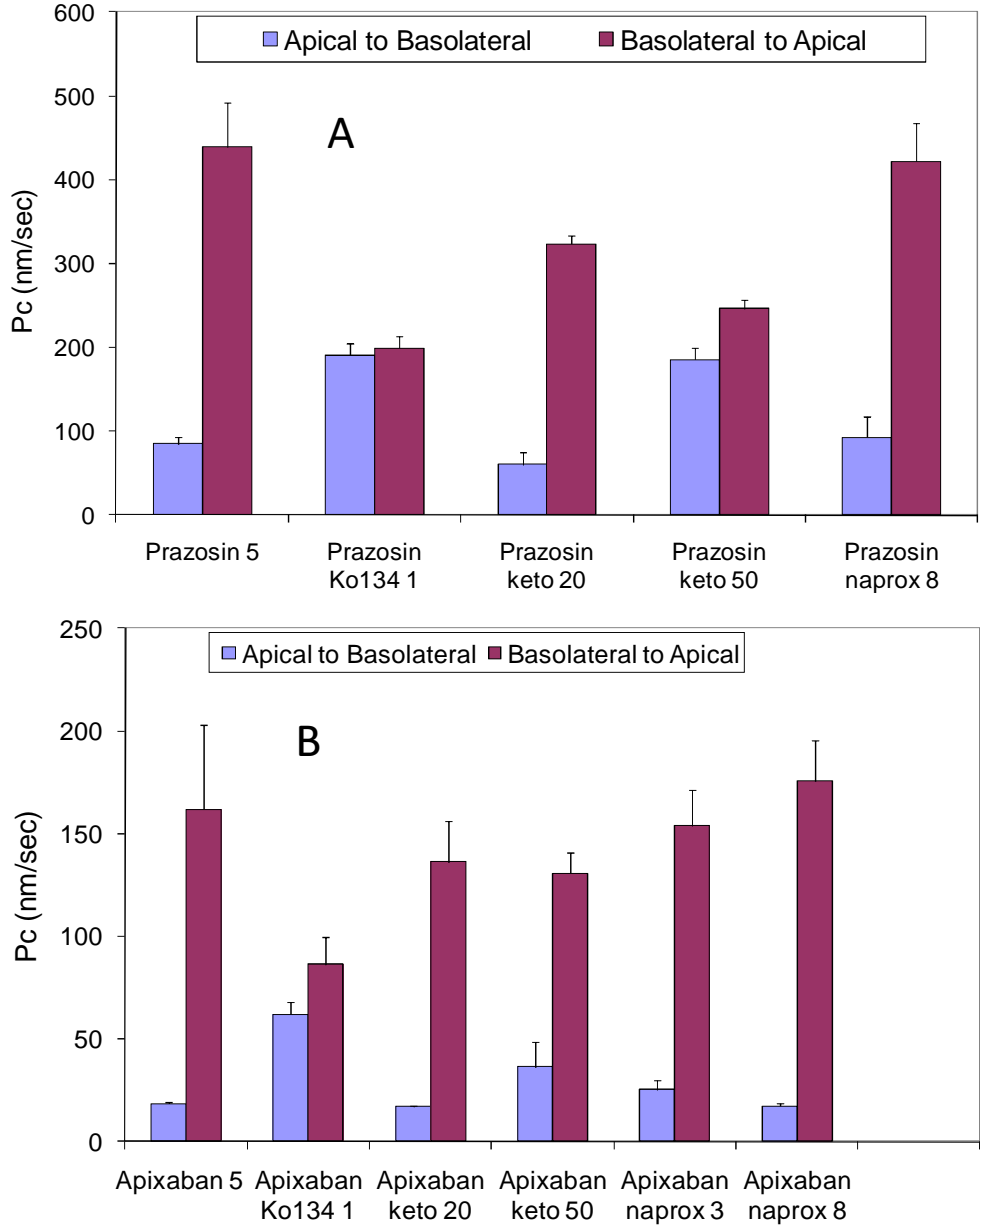 600
Apical to Basolateral Basolateral to Apical
500
A
400
Pc (nm/sec)
300
200
100
0
Prazosin 5 Prazosin Prazosin Prazosin Prazosin
Ko134 1 keto 20 keto 50 naprox 8
250
Apical to Basolateral Basolateral to Apical
200
B
150
Pc (nm/sec)
100
50
0
Apixaban 5 Apixaban Apixaban Apixaban Apixaban Apixaban
Ko134 1 keto 20 keto 50 naprox 3 naprox 8